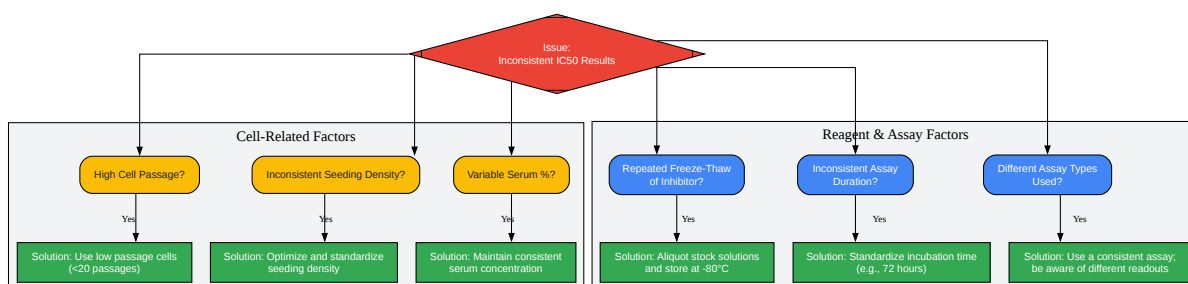 Issue:
Inconsistent IC50 Results
Cell-Related Factors
Reagent & Assay Factors
High Cell Passage?
Inconsistent Seeding Density?
Variable Serum %?
Repeated Freeze-Thaw
of Inhibitor?
Inconsistent Assay
Duration?
Different Assay Types
Used?
Yes
Yes
Yes
Yes
Yes
Yes
Solution: Use low passage cells
(<20 passages)
Solution: Optimize and standardize
seeding density
Solution: Maintain consistent
serum concentration
Solution: Aliquot stock solutions
and store at -80°C
Solution: Standardize incubation time
(e.g., 72 hours)
Solution: Use a consistent assay;
be aware of different readouts